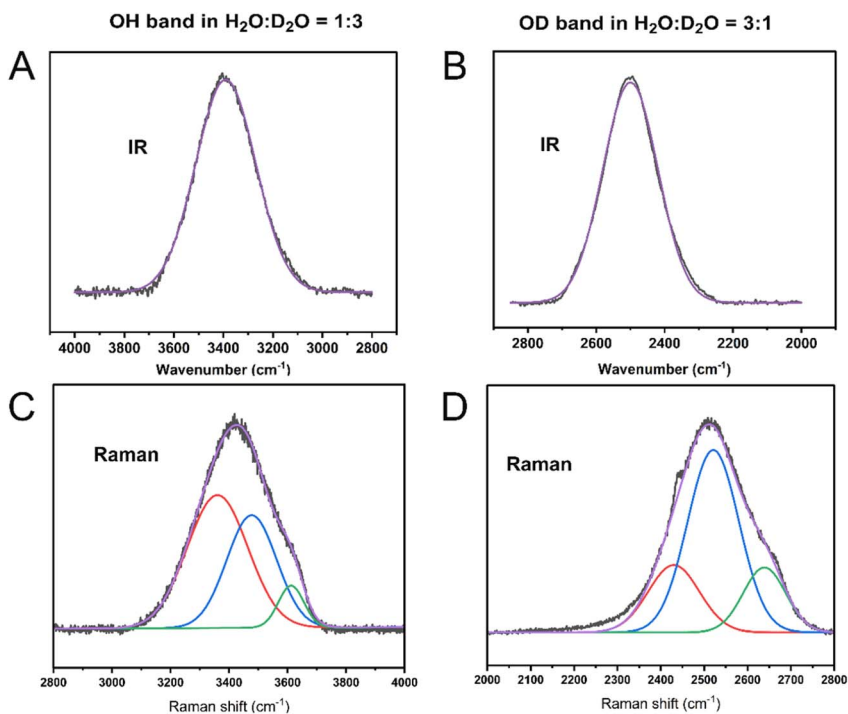 OH band in H₂O:D₂O = 1:3
OD band in H₂O:D₂O = 3:1
A
IR
4000 3800 3600 3400 3200 3000 2800
Wavenumber (cm⁻¹)
B
IR
2800 2600 2400 2200 2000
Wavenumber (cm⁻¹)
C
Raman
2800 3000 3200 3400 3600 3800 4000
Raman shift (cm⁻¹)
D
Raman
2000 2100 2200 2300 2400 2500 2600 2700 2800
Raman shift (cm⁻¹)